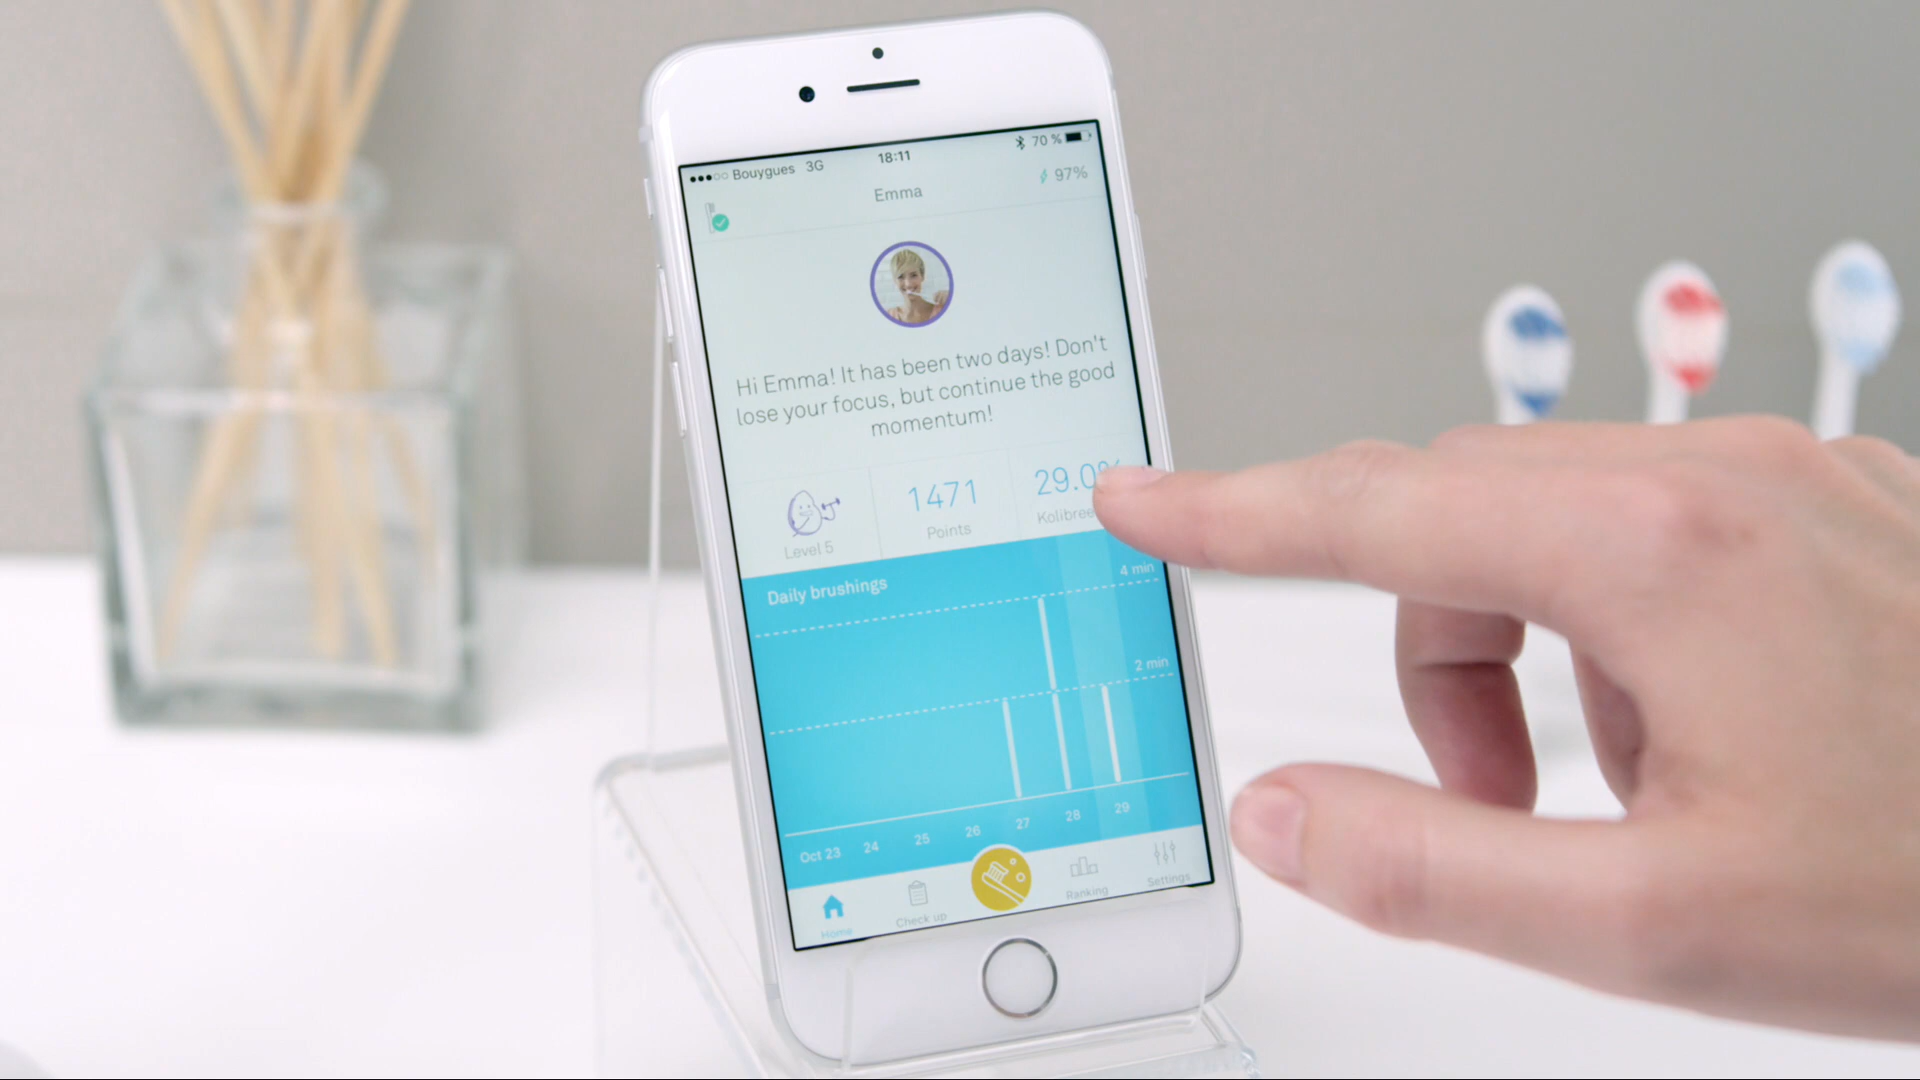 Bouygues 3G 18:11 70 %
Emma 97%
Hi Emma! It has been two days! Don't
lose your focus, but continue the good
momentum!
1471 29.0%
Level 5 Points
Daily brushings 4 min
2 min
Oct 23 24 25 26 27 28 29
Home Check up Ranking Settings